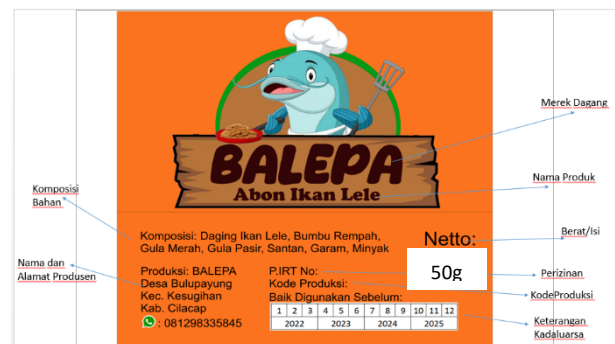 BALEPA
Abon Ikan Lele
Merek Dagang
Nama Produk
Komposisi
Bahan
Komposisi: Daging Ikan Lele, Bumbu Rempah,
Gula Merah, Gula Pasir, Santan, Garam, Minyak
Netto:
50g
Berat/Isi
Nama dan
Alamat Produsen
Produksi: BALEPA
Desa Bulupayung
Kec. Kesugihan
Kab. Cilacap
: 081298335845
P.IRT No:
Kode Produksi:
Baik Digunakan Sebelum:
1 2 3 4 5 6 7 8 9 10 11 12
2022 2023 2024 2025
Perizinan
KodeProduksi
Keterangan
Kadaluarsa